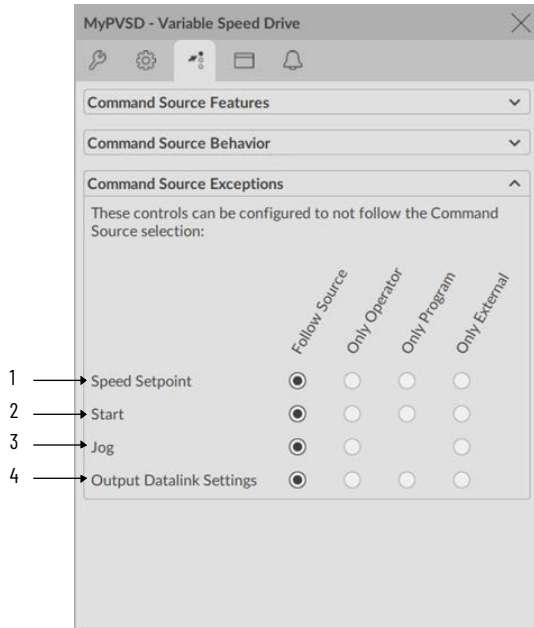 MyPVSD - Variable Speed Drive
Command Source Features
Command Source Behavior
Command Source Exceptions
These controls can be configured to not follow the Command
Source selection:
Follow Source
Only Operator
Only Program
Only External
1 Speed Setpoint
2 Start
3 Jog
4 Output Datalink Settings